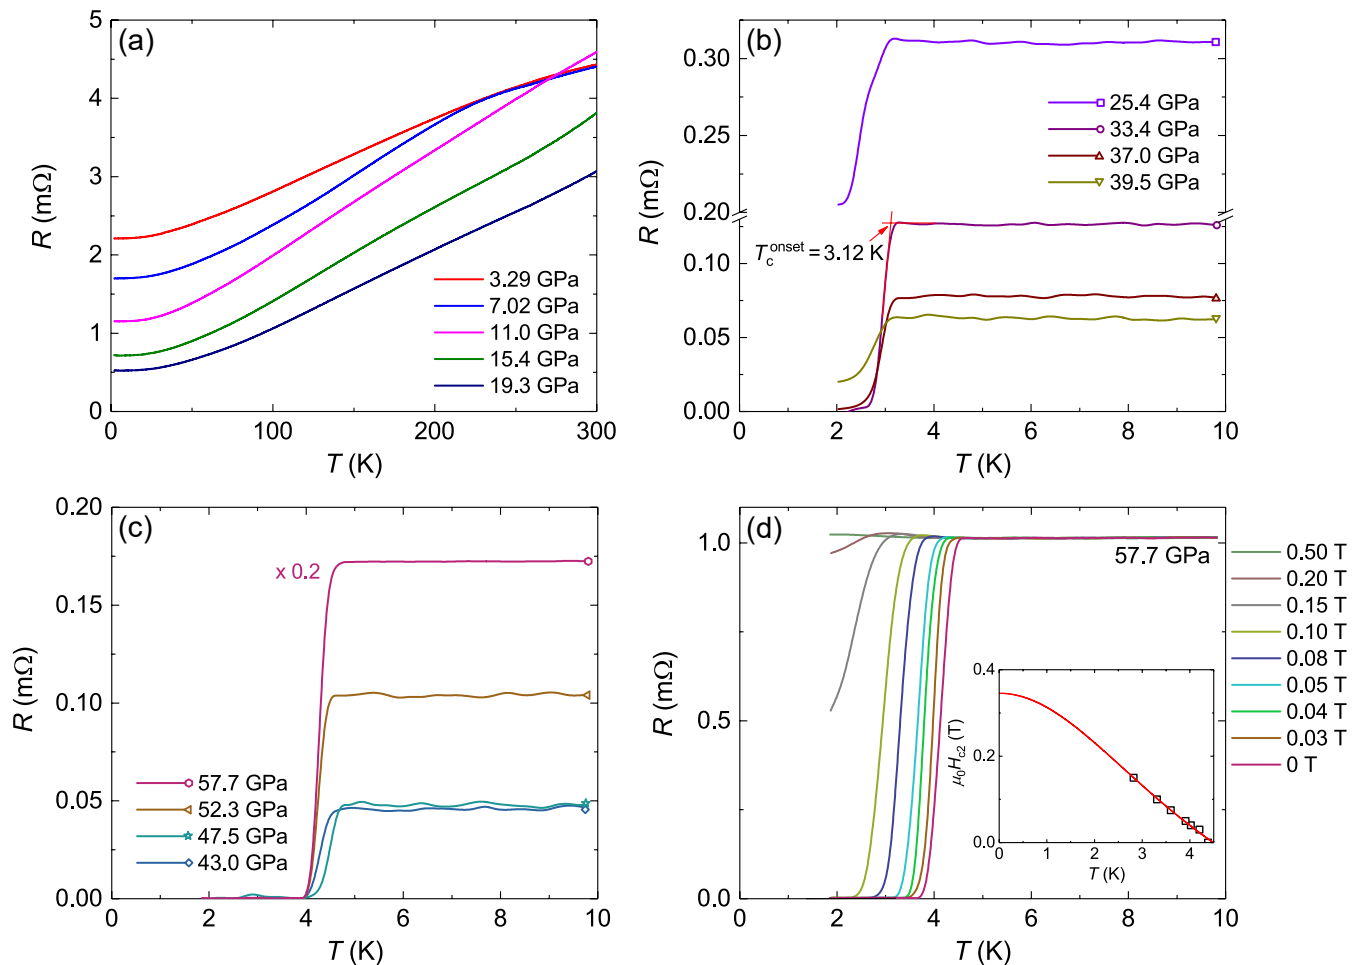 (a)
5
4
3
2
1
0
R (mΩ)
3.29 GPa
7.02 GPa
11.0 GPa
15.4 GPa
19.3 GPa
0
100
200
300
T (K)
(b)
0.30
0.25
0.20
0.10
0.05
0.00
R (mΩ)
25.4 GPa
33.4 GPa
37.0 GPa
39.5 GPa
T_c^onset = 3.12 K
0
2
4
6
8
10
T (K)
(c)
0.20
0.15
0.10
0.05
0.00
R (mΩ)
x 0.2
57.7 GPa
52.3 GPa
47.5 GPa
43.0 GPa
0
2
4
6
8
10
T (K)
(d)
1.0
0.5
0.0
R (mΩ)
57.7 GPa
0.50 T
0.20 T
0.15 T
0.10 T
0.08 T
0.05 T
0.04 T
0.03 T
0 T
0.4
0.2
0.0
μ₀H_c2 (T)
0
1
2
3
4
T (K)
0
2
4
6
8
10
T (K)